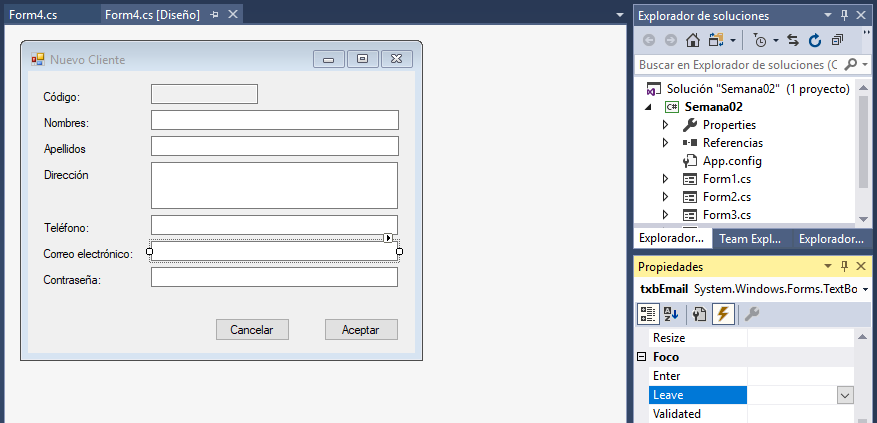 Form4.cs
Form4.cs [Diseño]
Nuevo Cliente
Código:
Nombres:
Apellidos
Dirección
Teléfono:
Correo electrónico:
Contraseña:
Cancelar
Aceptar
Explorador de soluciones
Buscar en Explorador de soluciones (C
Solución "Semana02" (1 proyecto)
C# Semana02
Properties
Referencias
App.config
Form1.cs
Form2.cs
Form3.cs
Explorador... Team Expl... Explorador...
Propiedades
txbEmail System.Windows.Forms.TextBo
Resize
Foco
Enter
Leave
Validated